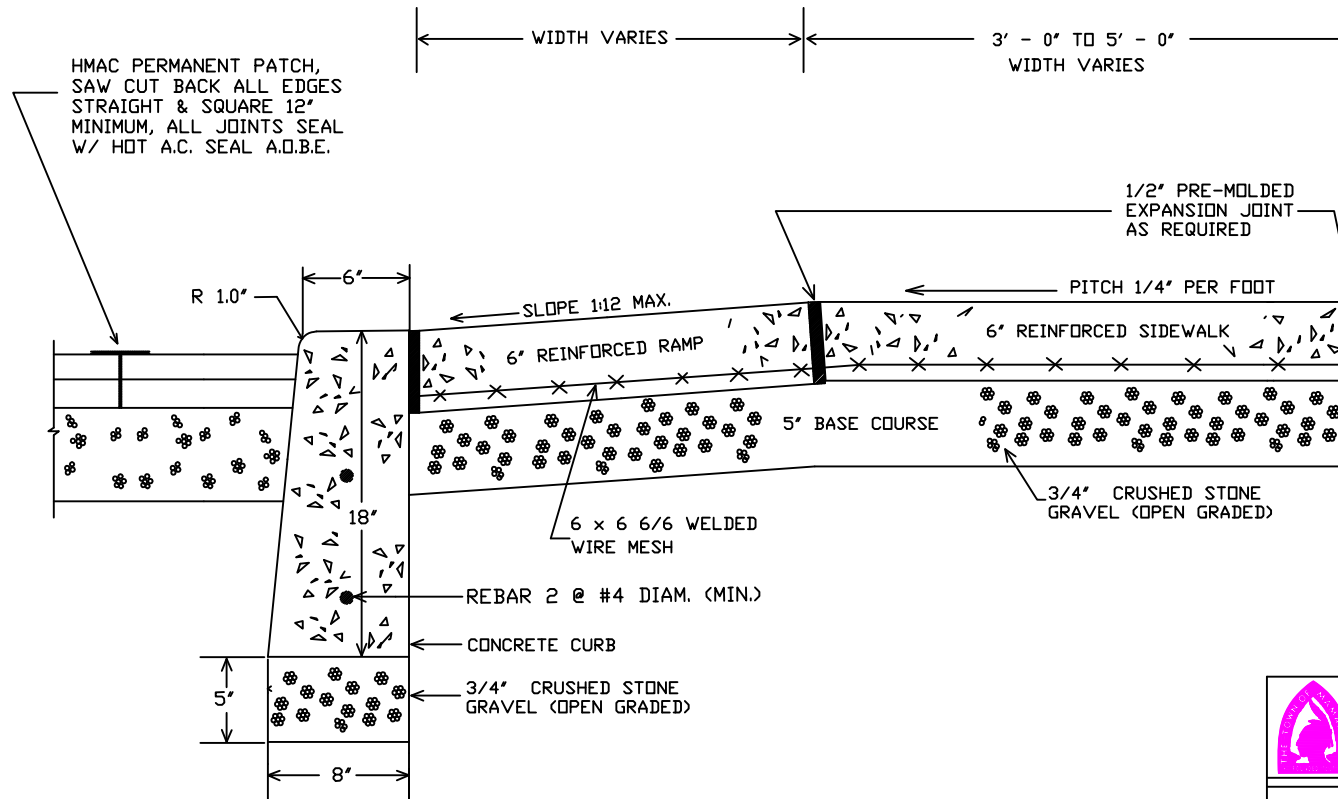 WIDTH VARIES
3' - 0" TO 5' - 0"
WIDTH VARIES
HMAC PERMANENT PATCH,
SAW CUT BACK ALL EDGES
STRAIGHT & SQUARE 12"
MINIMUM, ALL JOINTS SEAL
W/ HOT A.C. SEAL A.O.B.E.
1/2" PRE-MOLDED
EXPANSION JOINT
AS REQUIRED
6"
R 1.0"
SLOPE 1:12 MAX.
PITCH 1/4" PER FOOT
6" REINFORCED RAMP
6" REINFORCED SIDEWALK
5" BASE COURSE
18"
3/4" CRUSHED STONE
GRAVEL (OPEN GRADED)
6 x 6 6/6 WELDED
WIRE MESH
REBAR 2 @ #4 DIAM. (MIN.)
CONCRETE CURB
5"
3/4" CRUSHED STONE
GRAVEL (OPEN GRADED)
8"
THE TOWN OF